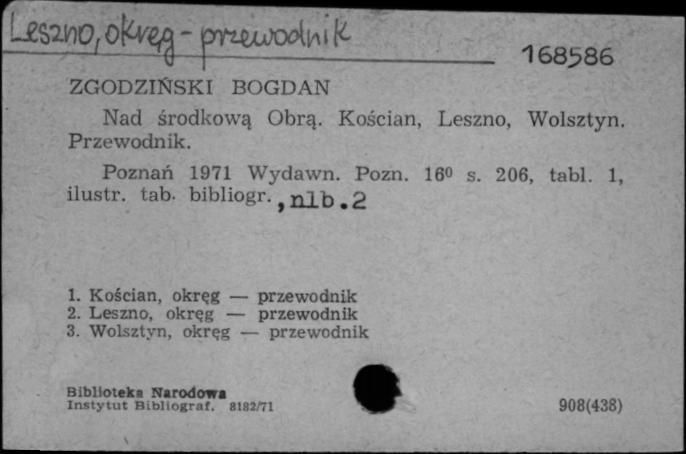 Leszno, okręg - przewodnik
168586
ZGODZIŃSKI BOGDAN
Nad środkową Obrą. Kościan, Leszno, Wolsztyn.
Przewodnik.
Poznań 1971 Wydawn. Pozn. 16⁰ s. 206, tabl. 1,
ilustr. tab. bibliogr. , nlb.2
1. Kościan, okręg — przewodnik
2. Leszno, okręg — przewodnik
3. Wolsztyn, okręg — przewodnik
Biblioteka Narodowa
Instytut Bibliograf. 8182/71
908(438)